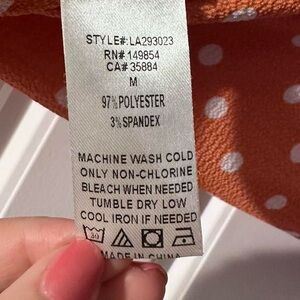 STYLE#:LA293023
RN# 149854
CA# 35884
M
97%POLYESTER
3%SPANDEX
MACHINE WASH COLD
ONLY NON-CHLORINE
BLEACH WHEN NEEDED
TUMBLE DRY LOW
COOL IRON IF NEEDED
30
MADE IN CHINA